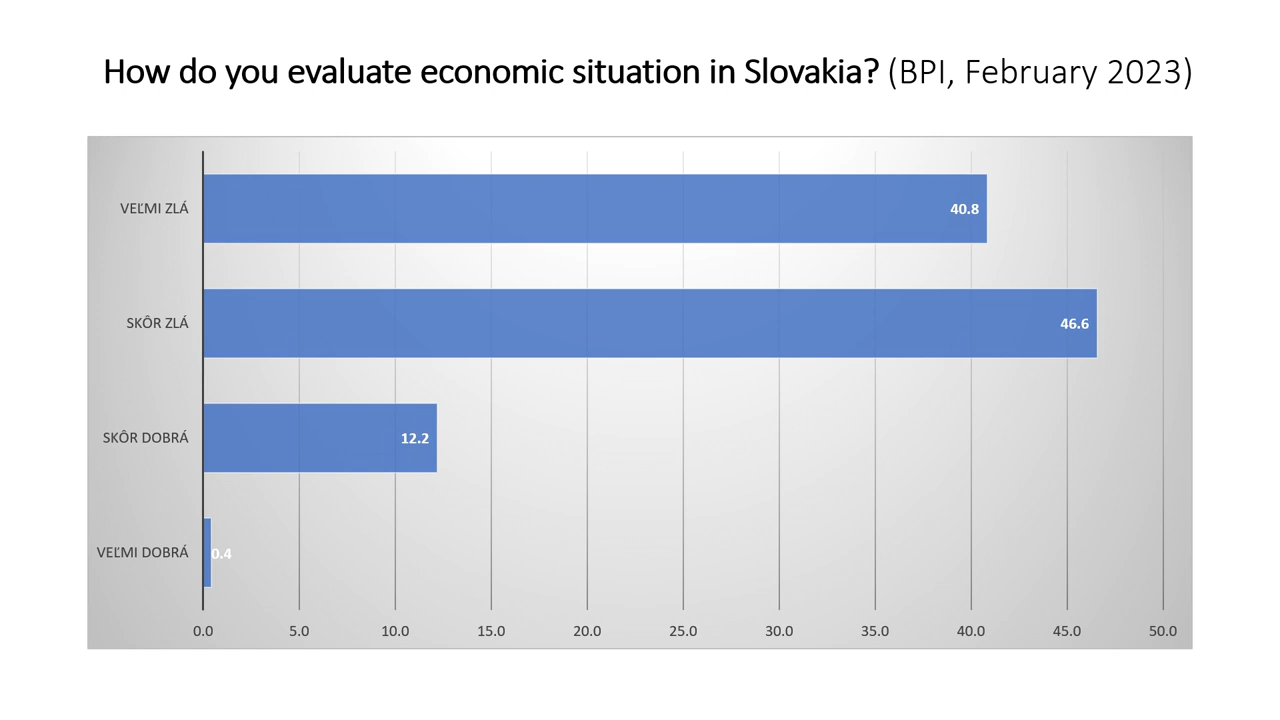 How do you evaluate economic situation in Slovakia? (BPI, February 2023)
VEĽMI ZLÁ
40.8
SKÔR ZLÁ
46.6
SKÔR DOBRÁ
12.2
VEĽMI DOBRÁ
0.4
0.0 5.0 10.0 15.0 20.0 25.0 30.0 35.0 40.0 45.0 50.0